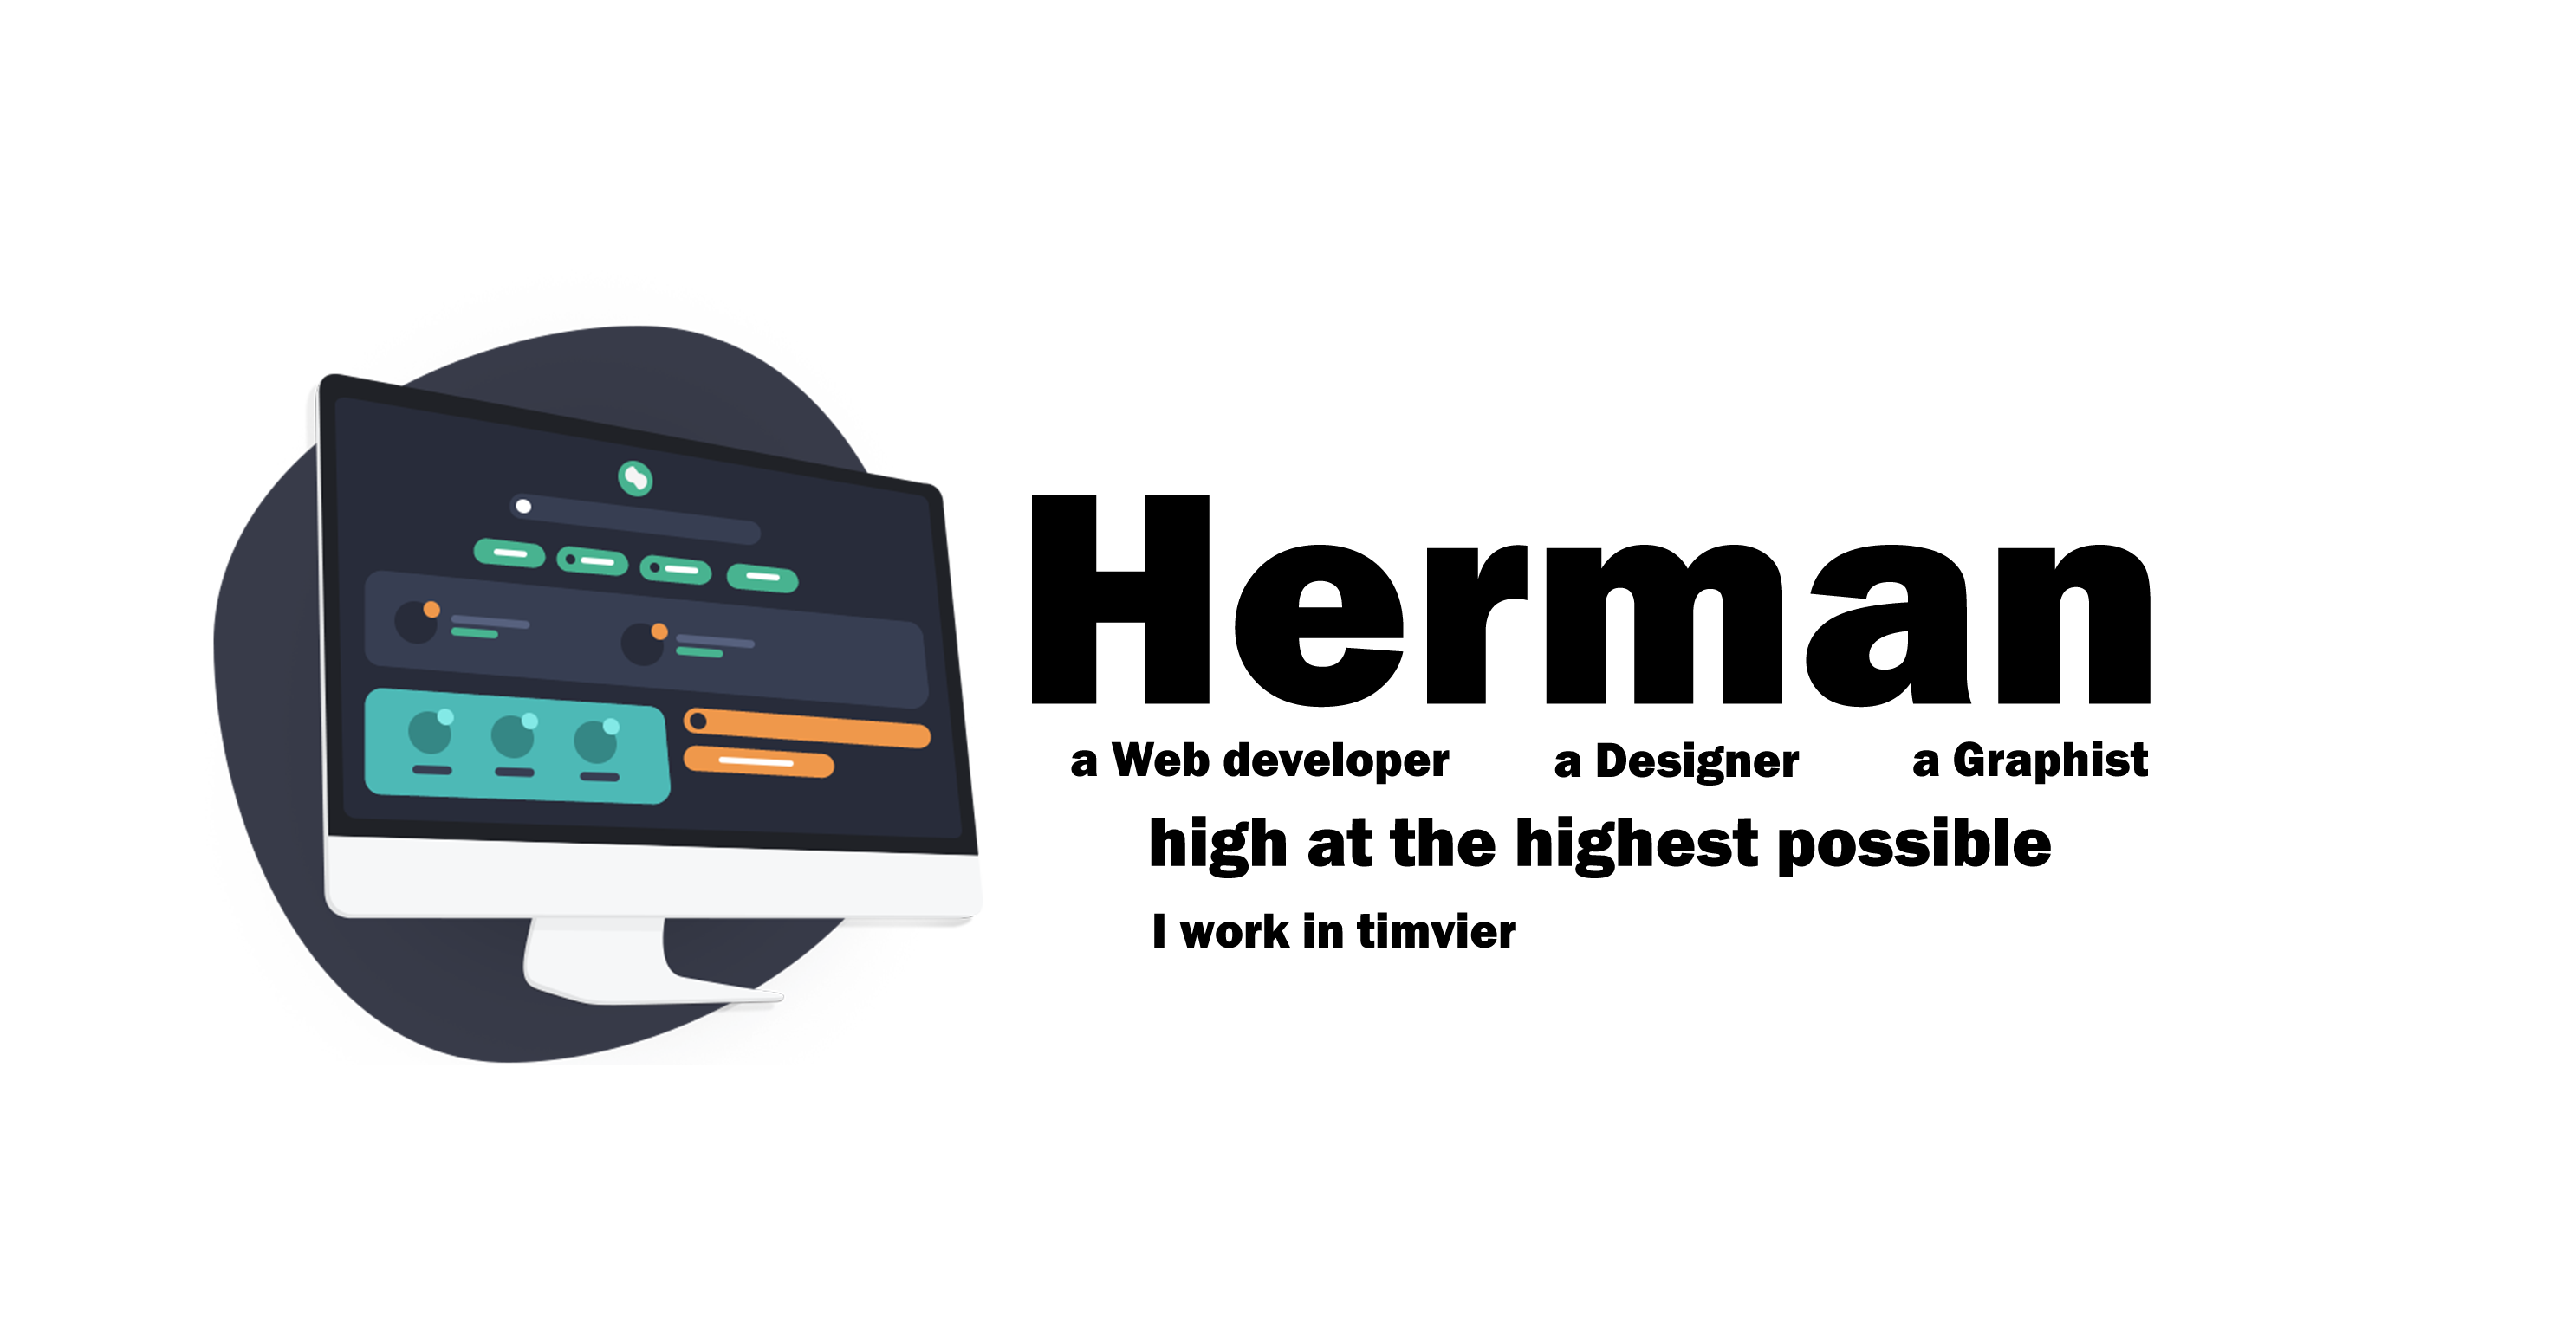 Herman
a Web developer a Designer a Graphist
high at the highest possible
I work in timvier